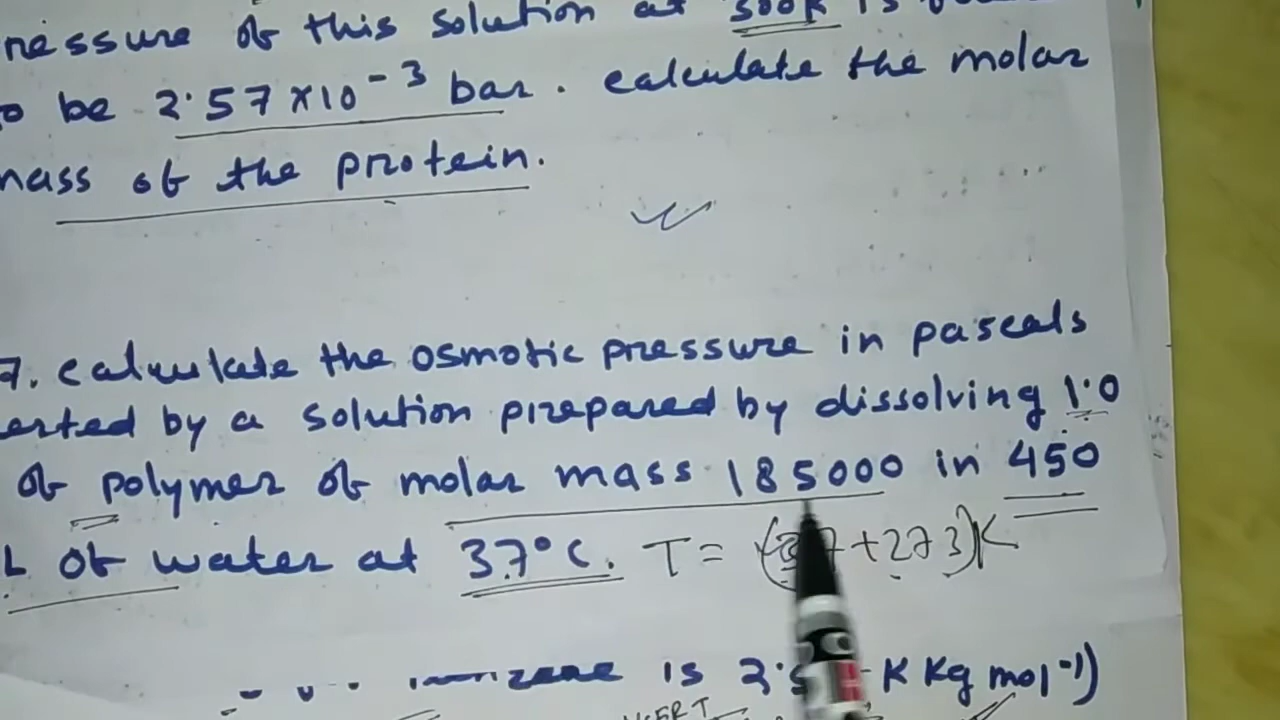 ressure of this solution at 300K is
to be 2.57 × 10⁻³ bar. calculate the molar
mass of the protein.
7. calculate the osmotic pressure in pascals
erted by a solution prepared by dissolving 1.0
of polymer of molar mass 185000 in 450
L of water at 37°C. T = (37+273)K
is K kg mol⁻¹)